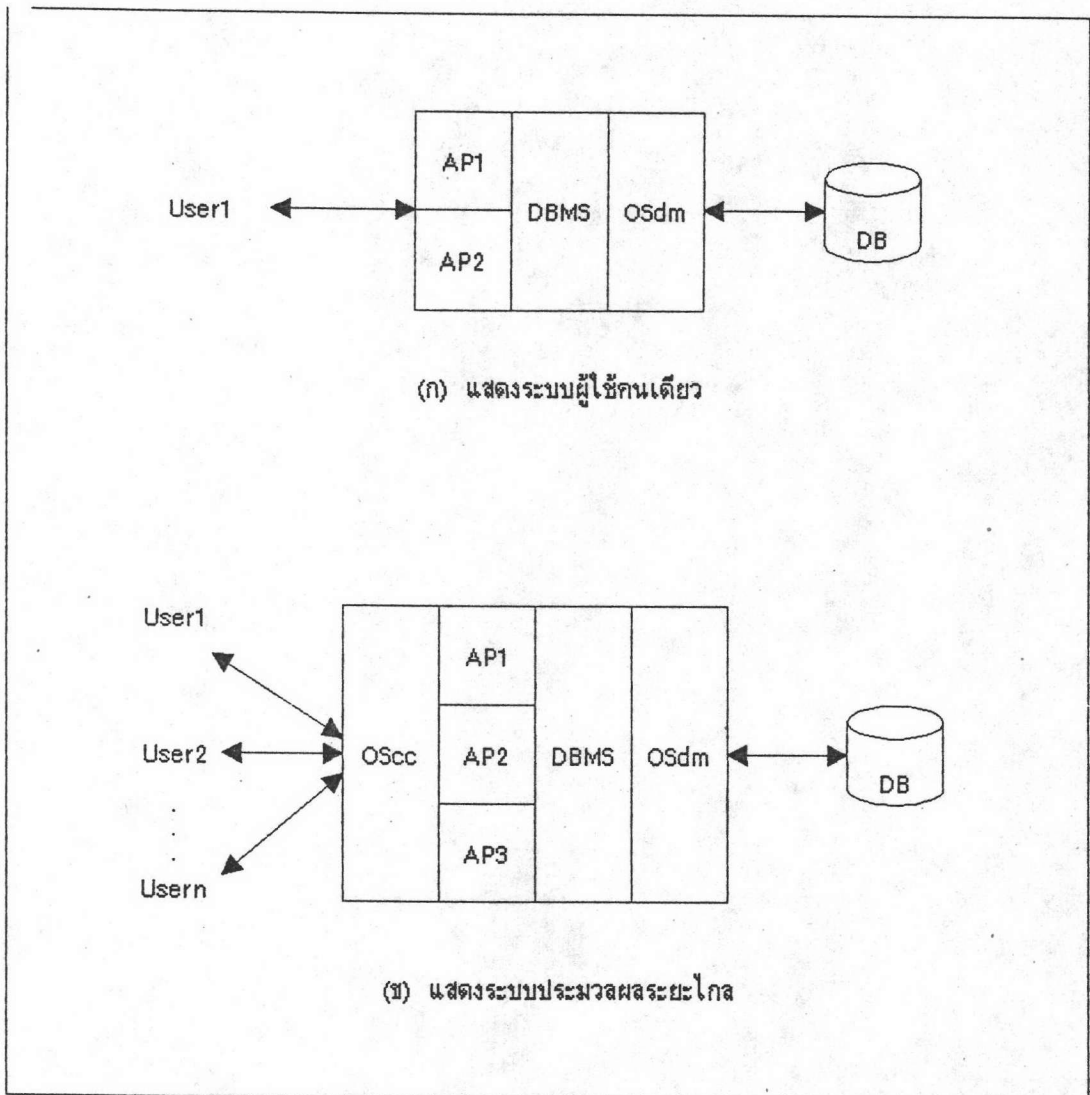 User1
AP1
AP2
DBMS
OSdm
DB
(ก) แสดงระบบผู้ใช้คนเดียว
User1
User2
Usern
OScc
AP1
AP2
AP3
DBMS
OSdm
DB
(ข) แสดงระบบประมวลผลระยะไกล